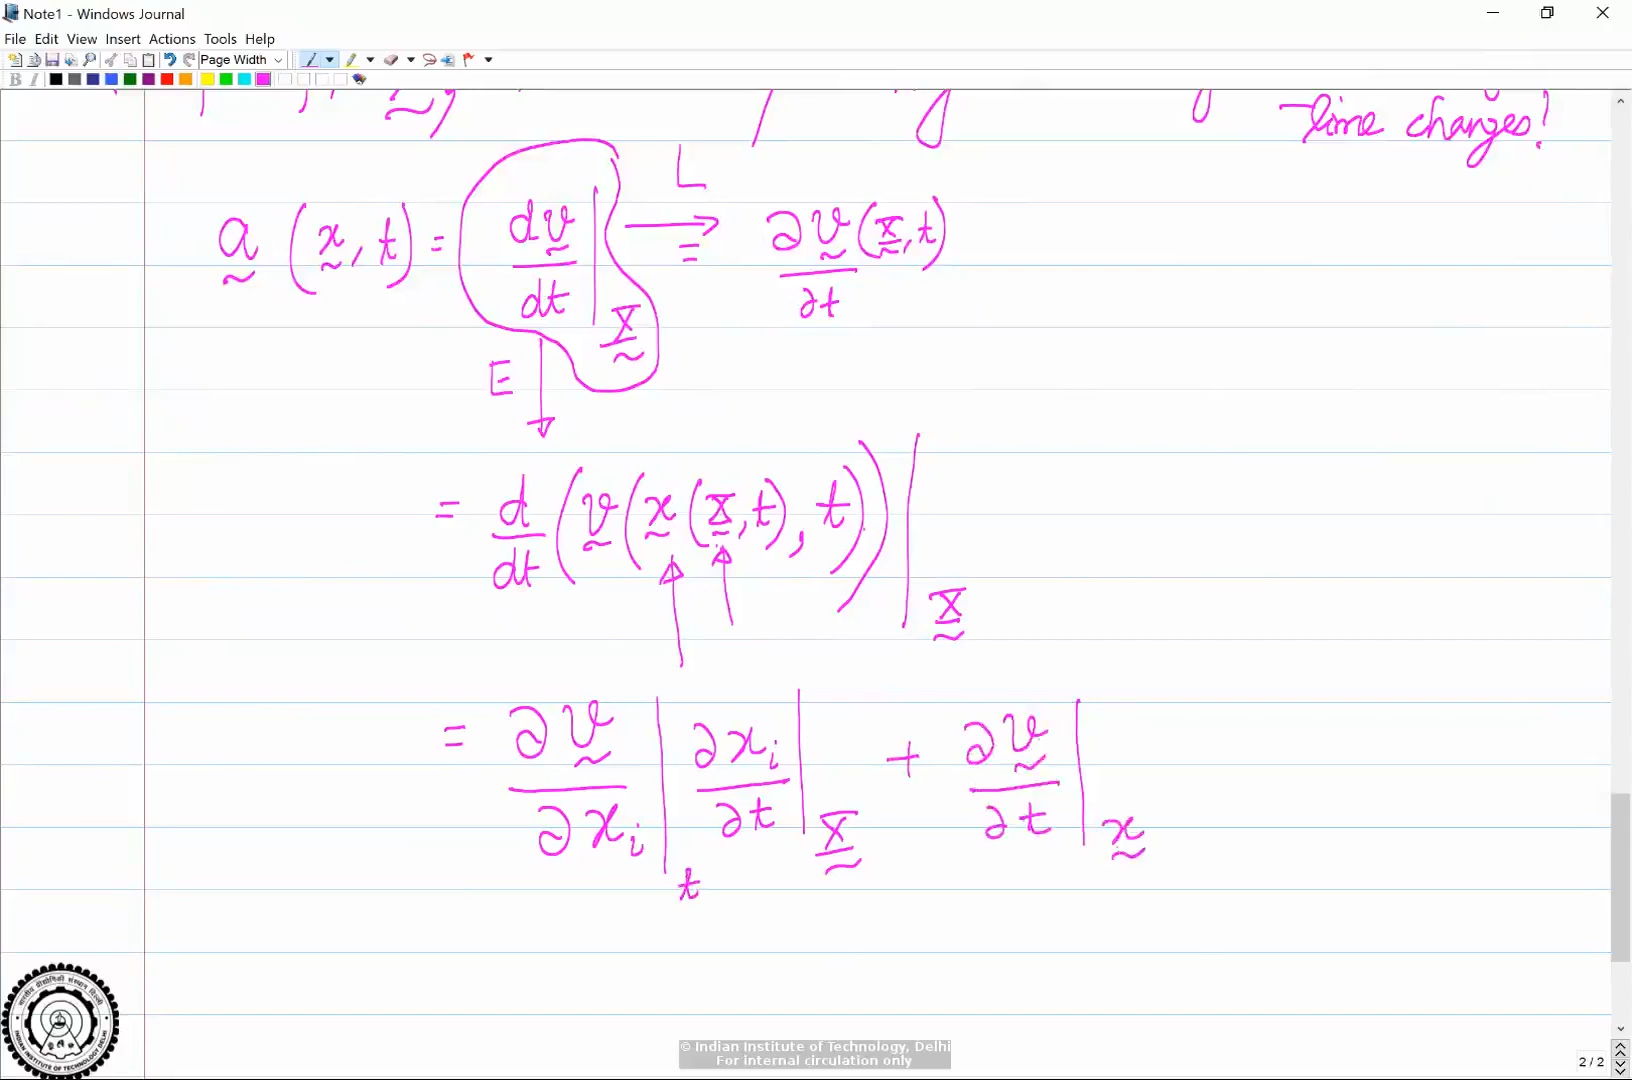 Note1 - Windows Journal
File Edit View Insert Actions Tools Help
Page Width
B I
time changes!
a (x, t) = dv/dt |X L ⟶ = ∂v(X, t)/∂t
E ↓
= d/dt (v(x(X, t), t)) |X
= ∂v/∂xi |t ∂xi/∂t |X + ∂v/∂t |x
© Indian Institute of Technology, Delhi
For internal circulation only
2 / 2